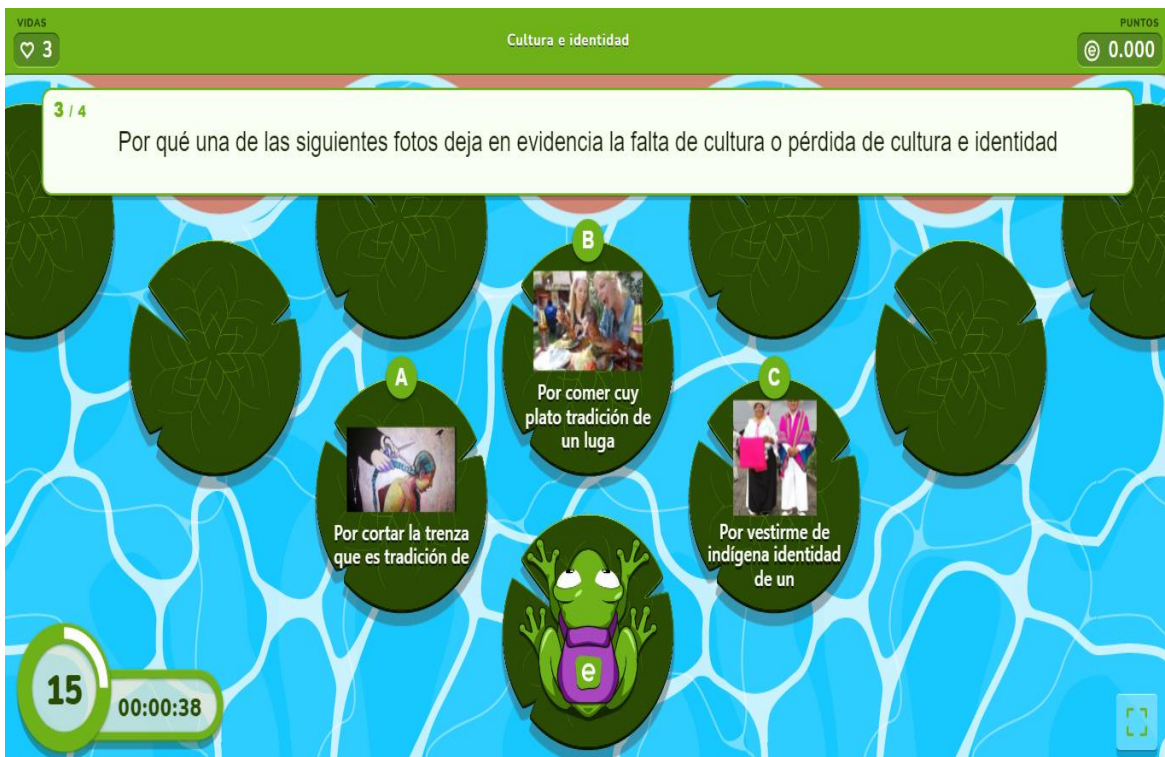 VIDAS
3
Cultura e identidad
PUNTOS
e 0.000
3 / 4
Por qué una de las siguientes fotos deja en evidencia la falta de cultura o pérdida de cultura e identidad
B
Por comer cuy
plato tradición de
un luga
A
Por cortar la trenza
que es tradición de
C
Por vestirme de
indígena identidad
de un
e
15
00:00:38